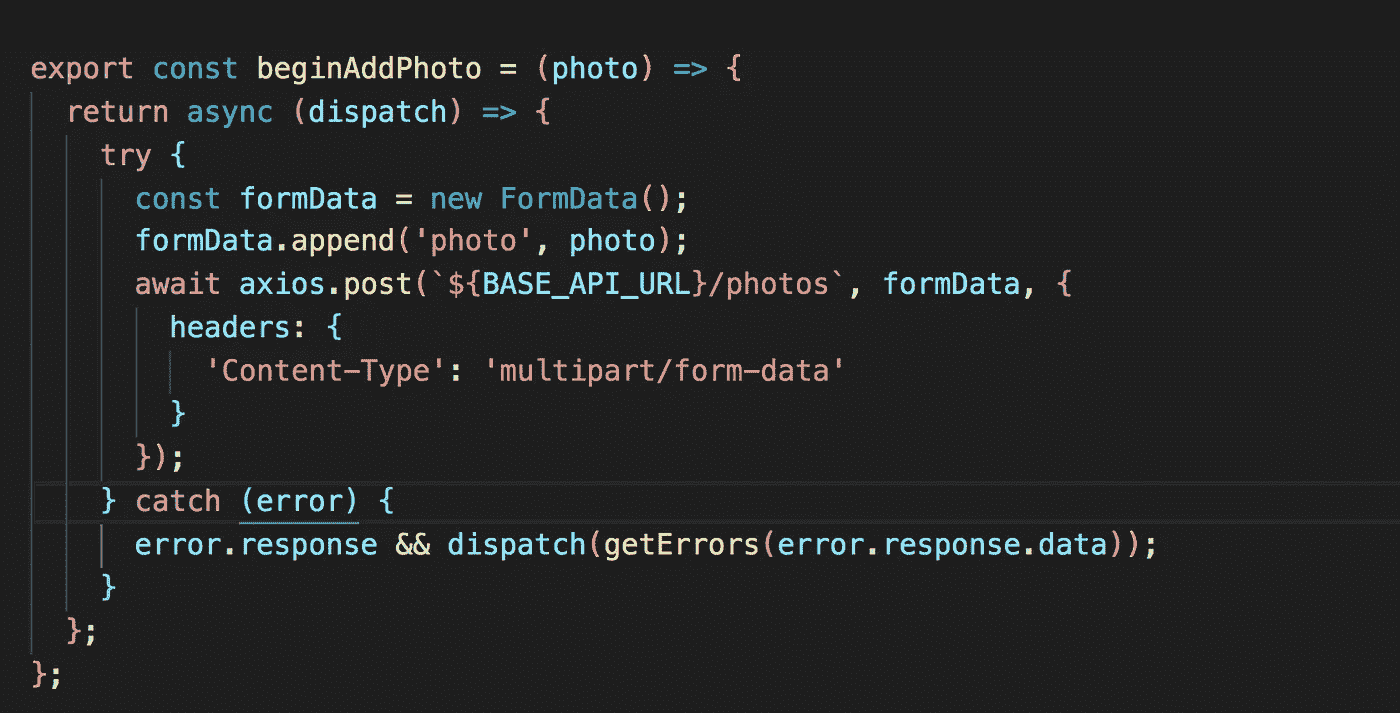 export const beginAddPhoto = (photo) => {
  return async (dispatch) => {
    try {
      const formData = new FormData();
      formData.append('photo', photo);
      await axios.post(`${BASE_API_URL}/photos`, formData, {
        headers: {
          'Content-Type': 'multipart/form-data'
        }
      });
    } catch (error) {
      error.response && dispatch(getErrors(error.response.data));
    }
  };
};